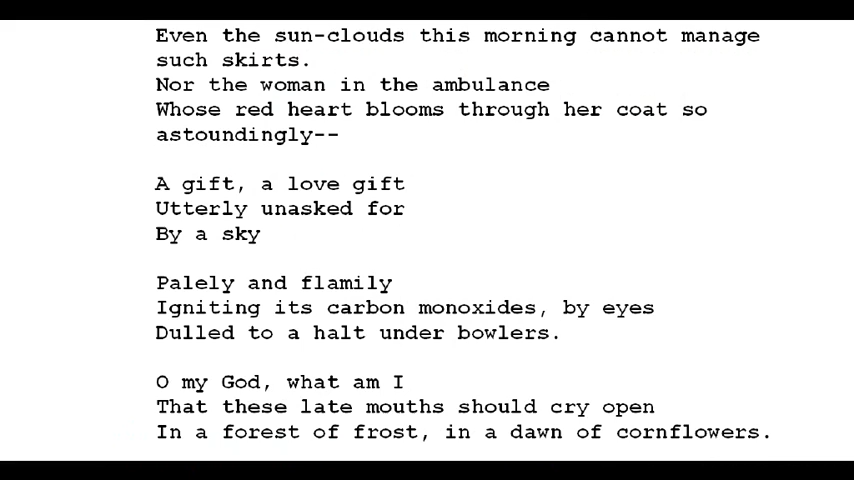 Even the sun-clouds this morning cannot manage
such skirts.
Nor the woman in the ambulance
Whose red heart blooms through her coat so
astoundingly--
A gift, a love gift
Utterly unasked for
By a sky
Palely and flamily
Igniting its carbon monoxides, by eyes
Dulled to a halt under bowlers.
O my God, what am I
That these late mouths should cry open
In a forest of frost, in a dawn of cornflowers.